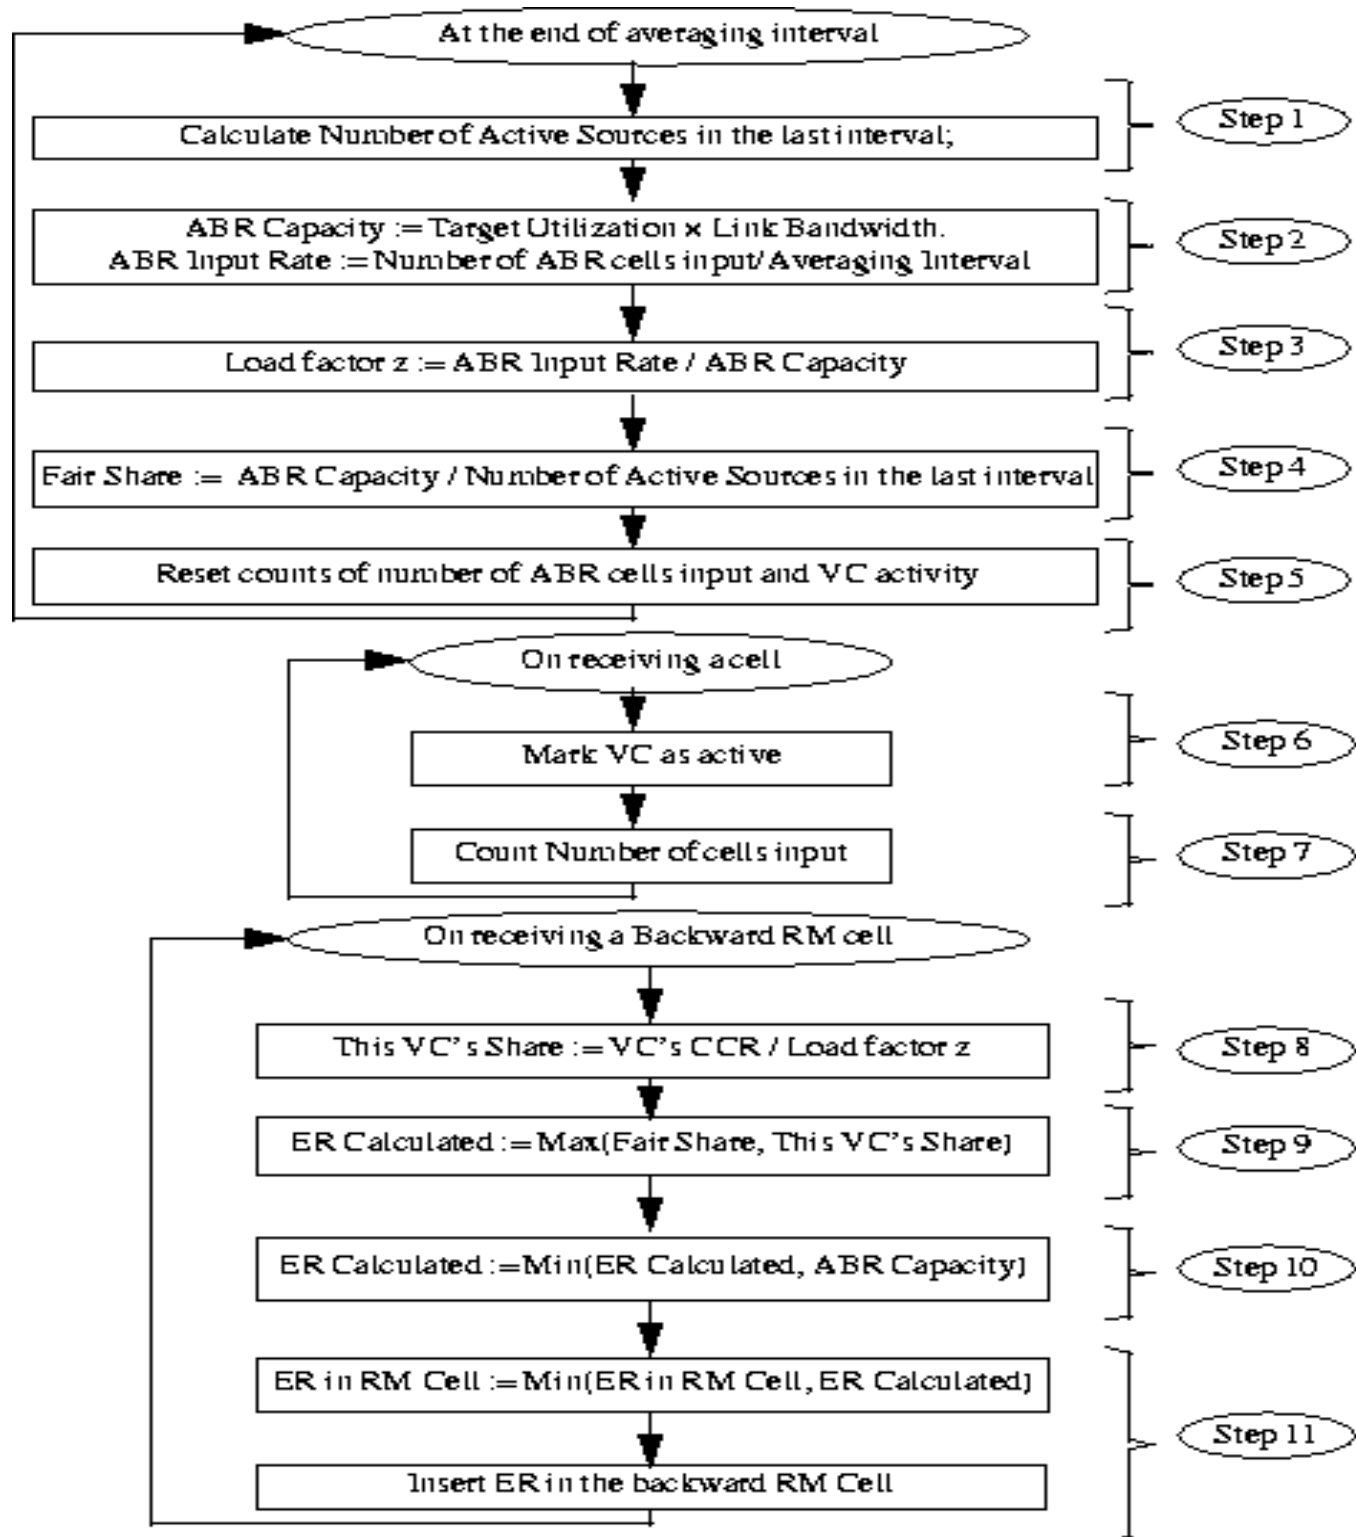 At the end of averaging interval
Calculate Number of Active Sources in the last interval;
Step 1
ABR Capacity := Target Utilization × Link Bandwidth.
ABR Input Rate := Number of ABR cells input/ Averaging Interval
Step 2
Load factor z := ABR Input Rate / ABR Capacity
Step 3
Fair Share := ABR Capacity / Number of Active Sources in the last interval
Step 4
Reset counts of number of ABR cells input and VC activity
Step 5
On receiving a cell
Mark VC as active
Step 6
Count Number of cells input
Step 7
On receiving a Backward RM cell
This VC's Share := VC's CCR / Load factor z
Step 8
ER Calculated := Max(Fair Share, This VC's Share)
Step 9
ER Calculated := Min(ER Calculated, ABR Capacity)
Step 10
ER in RM Cell := Min(ER in RM Cell, ER Calculated)
Step 11
Insert ER in the backward RM Cell